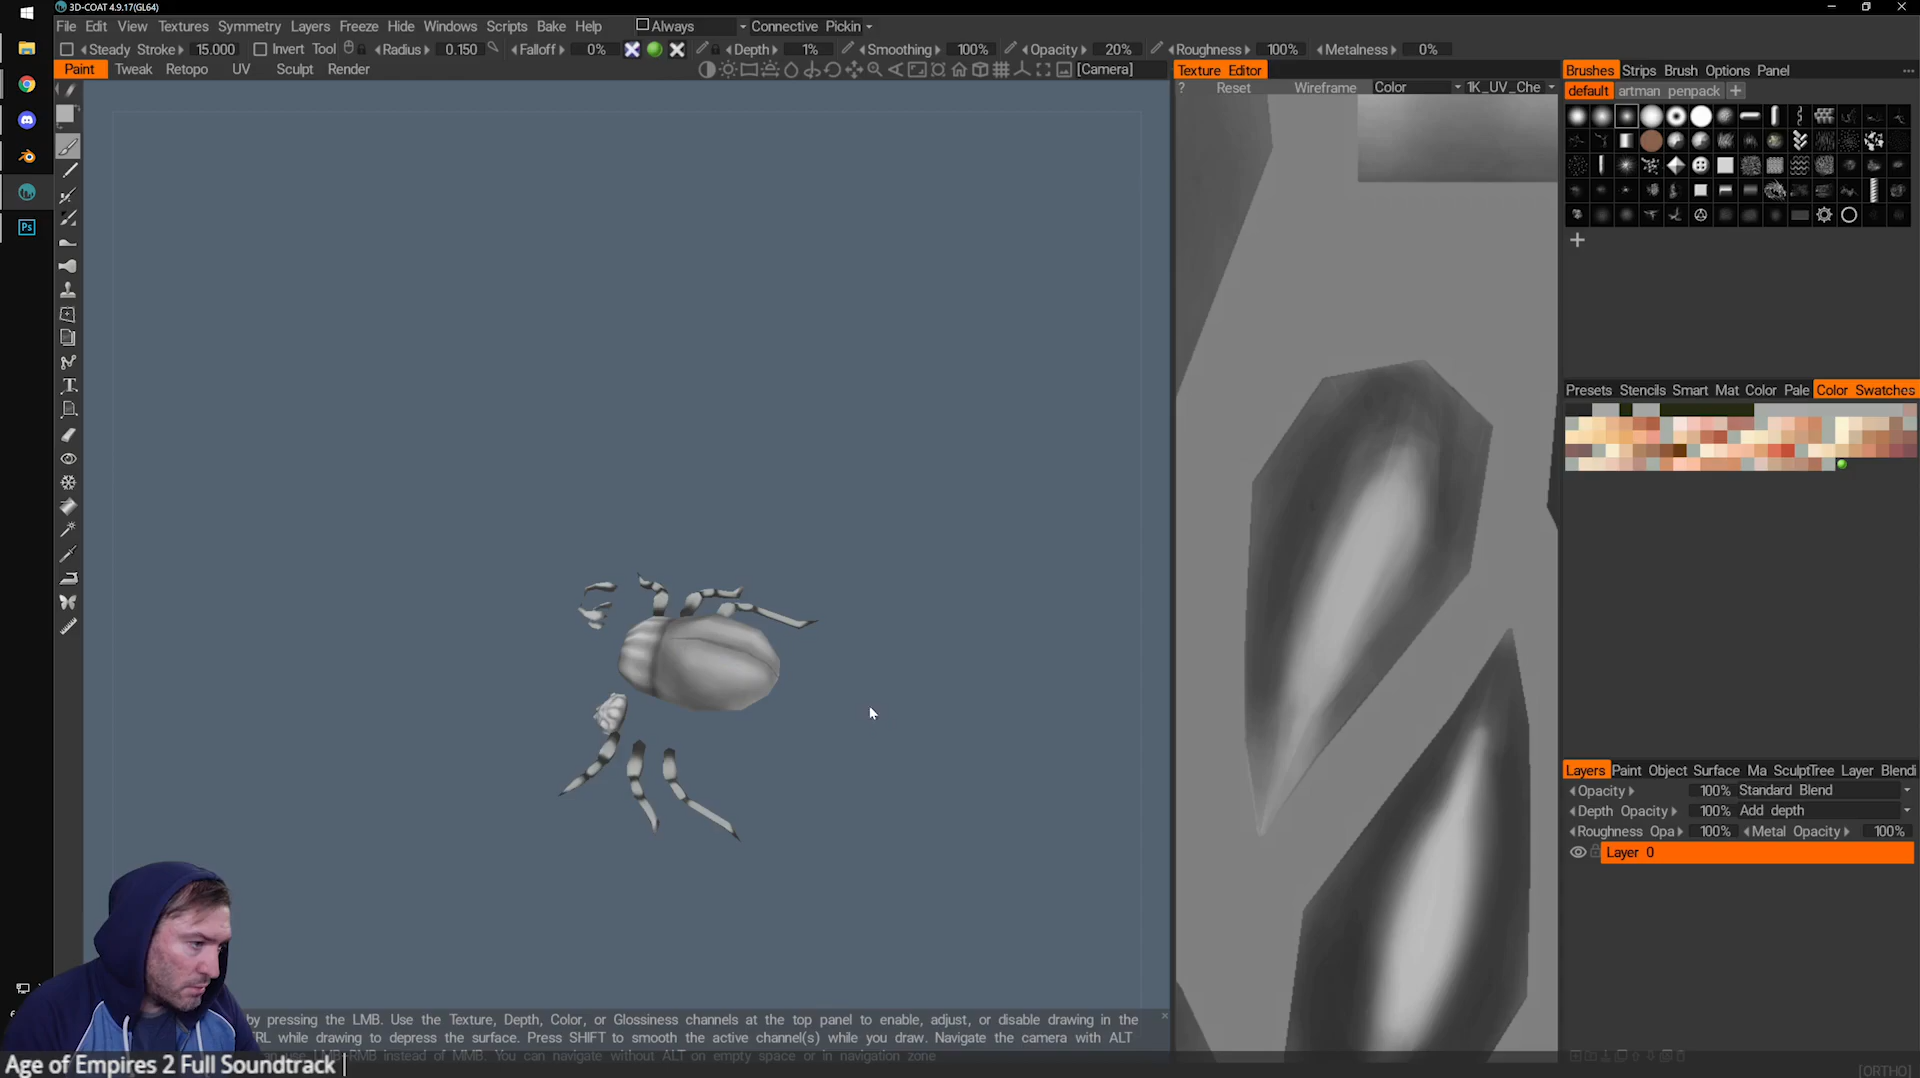 3D-COAT 4.9.17(GL64)
File Edit View Textures Symmetry Layers Freeze Hide Windows Scripts Bake Help Always Connective Pickin
Steady Stroke 15.000 Invert Tool Radius 0.150 Falloff 0% Depth 1% Smoothing 100% Opacity 20% Roughness 100% Metalness 0%
Paint Tweak Retopo UV Sculpt Render [Camera]
Texture Editor
? Reset Wireframe Color 1K_UV_Che
Brushes Strips Brush Options Panel
default artman penpack +
Presets Stencils Smart Mat Color Pale Color Swatches
Layers Paint Object Surface Ma SculptTree Layer Blendi
Opacity 100% Standard Blend
Depth Opacity 100% Add depth
Roughness Opa 100% Metal Opacity 100%
Layer 0
by pressing the LMB. Use the Texture, Depth, Color, or Glossiness channels at the top panel to enable, adjust, or disable drawing in the
RL while drawing to depress the surface. Press SHIFT to smooth the active channel(s) while you draw. Navigate the camera with ALT
can use LMB+RMB instead of MMB. You can navigate without ALT on empty space or in navigation zone
Age of Empires 2 Full Soundtrack |
[ORTHO]
Ps